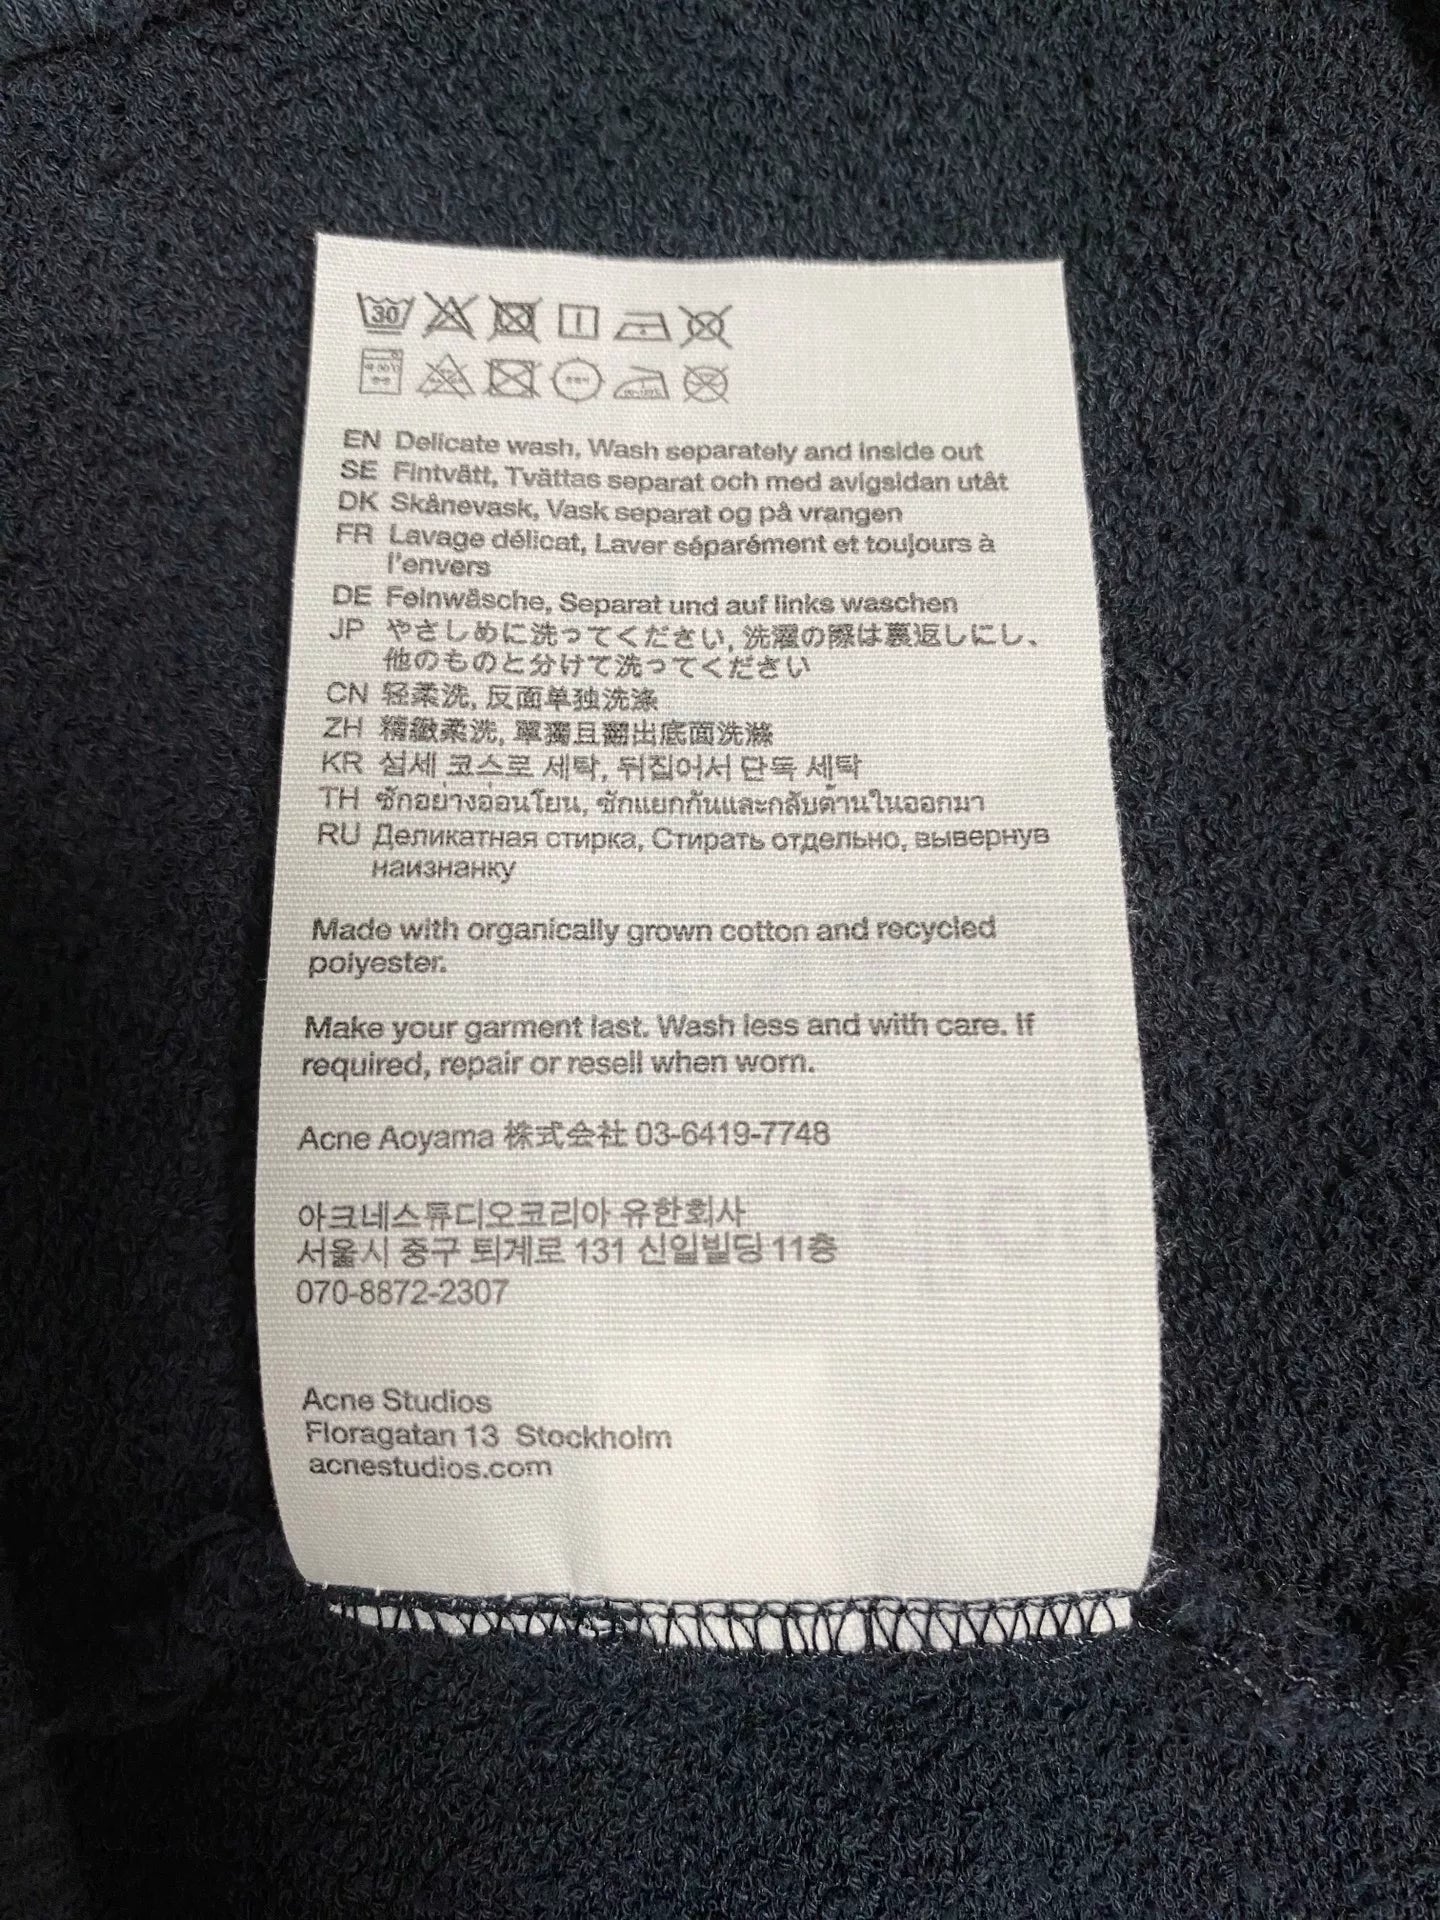 30
EN Delicate wash, Wash separately and inside out
SE Fintvätt, Tvättas separat och med avigsidan utåt
DK Skånevask, Vask separat og på vrangen
FR Lavage délicat, Laver séparément et toujours à
l'envers
DE Feinwäsche, Separat und auf links waschen
JP やさしめに洗ってください, 洗濯の際は裏返しにし、
他のものと分けて洗ってください
CN 轻柔洗, 反面单独洗涤
ZH 精緻柔洗, 單獨且翻出底面洗滌
KR 섬세 코스로 세탁, 뒤집어서 단독 세탁
TH ซักอย่างอ่อนโยน, ซักแยกกันและกลับด้านในออกมา
RU Деликатная стирка, Стирать отдельно, вывернув
наизнанку
Made with organically grown cotton and recycled
polyester.
Make your garment last. Wash less and with care. If
required, repair or resell when worn.
Acne Aoyama 株式会社 03-6419-7748
아크네스튜디오코리아 유한회사
서울시 중구 퇴계로 131 신일빌딩 11층
070-8872-2307
Acne Studios
Floragatan 13 Stockholm
acnestudios.com